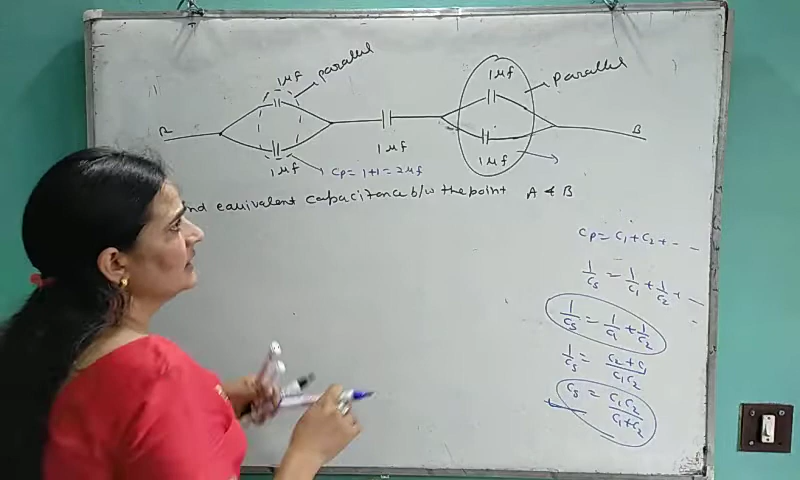 1μf parallel
1μf Parallel
A
B
1μf
1μf Cp = 1+1 = 2μf
1μf
nd equivalent capacitance b/w the point A & B
Cp = C1 + C2 + - -
1/Cs = 1/C1 + 1/C2 + - -
1/Cs = 1/C1 + 1/C2
1/Cs = C2 + C1 / C1C2
Cs = C1C2 / C1 + C2